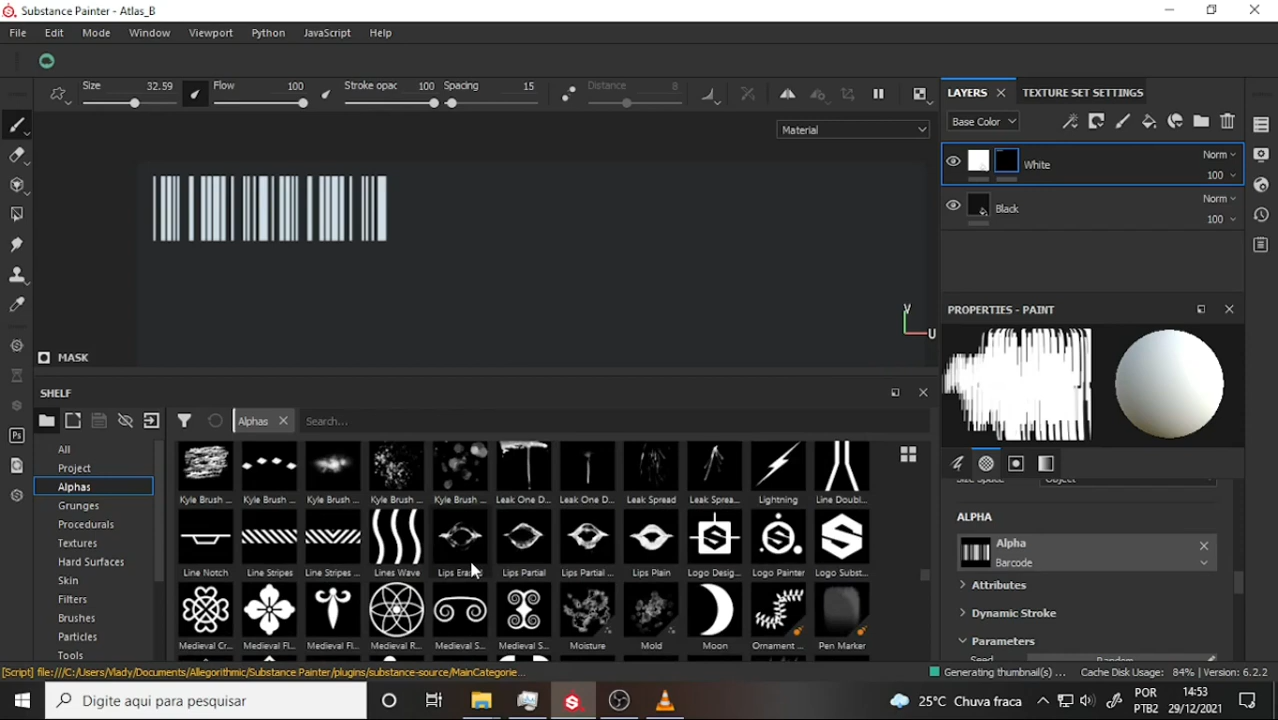 Substance Painter - Atlas_B
File Edit Mode Window Viewport Python JavaScript Help
Size 32.59 Flow 100 Stroke opac 100 Spacing 15 Distance 8
Material
MASK
V
U
LAYERS TEXTURE SET SETTINGS
Base Color
White Norm 100
Black Norm 100
PROPERTIES - PAINT
Size Space Object
ALPHA
Alpha
Barcode
Attributes
Dynamic Stroke
Parameters
Seed Random
SHELF
Alphas Search...
All
Project
Alphas
Grunges
Procedurals
Textures
Hard Surfaces
Skin
Filters
Brushes
Particles
Tools
Kyle Brush ... Kyle Brush ... Kyle Brush ... Kyle Brush ... Kyle Brush ... Leak One D... Leak One D... Leak Spread Leak Sprea... Lightning Line Doubl...
Line Notch Line Stripes Line Stripes ... Lines Wave Lips Lips Partial Lips Partial ... Lips Plain Logo Desig... Logo Painter Logo Subst...
Medieval Cr... Medieval Fl... Medieval Fl... Medieval R... Medieval S... Medieval S... Moisture Mold Moon Ornament ... Pen Marker
[Script] file:///C:/Users/Vlady/Documents/Allegorithmic/Substance Painter/plugins/substance-source/MainCategorie...
Generating thumbnail(s) ... Cache Disk Usage: 84% | Version: 6.2.2
Digite aqui para pesquisar
Ps
25°C Chuva fraca
POR
PTB2
14:53
29/12/2021